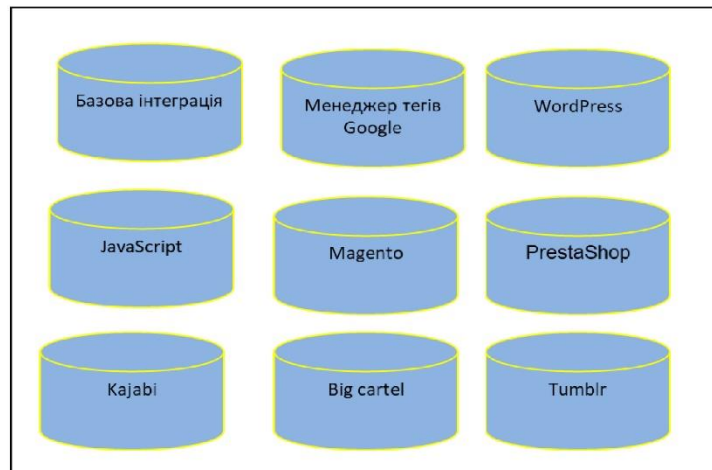 Базова інтеграція
Менеджер тегів
Google
WordPress
JavaScript
Magento
PrestaShop
Kajabi
Big cartel
Tumblr